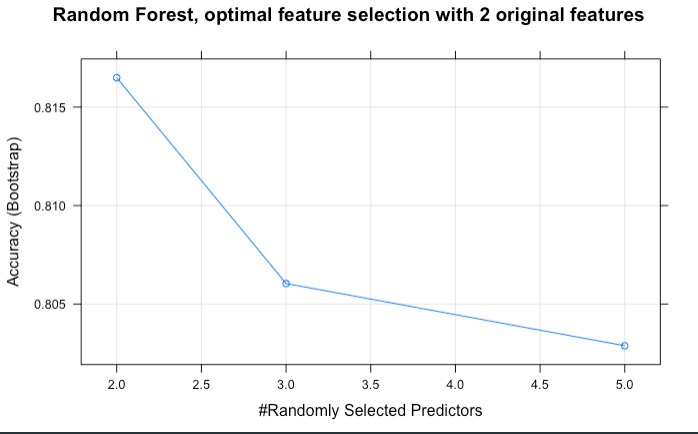 Random Forest, optimal feature selection with 2 original features
Accuracy (Bootstrap)
0.815
0.810
0.805
2.0 2.5 3.0 3.5 4.0 4.5 5.0
#Randomly Selected Predictors